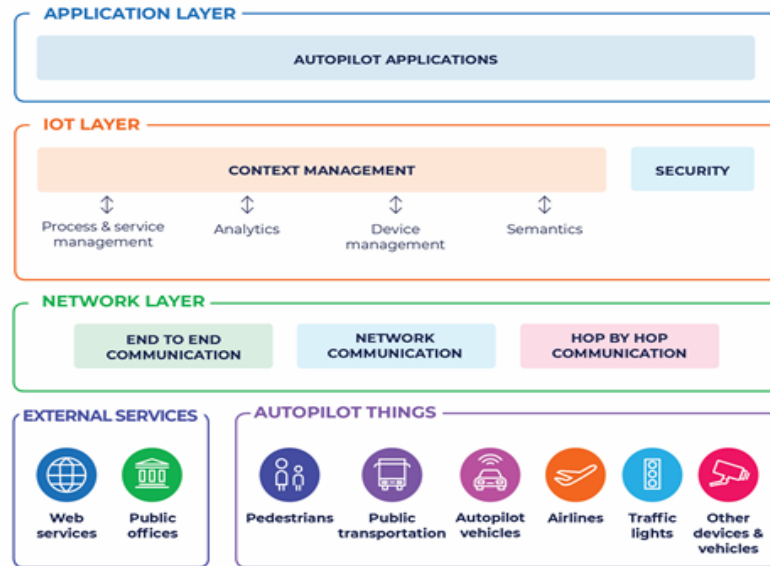 APPLICATION LAYER
AUTOPILOT APPLICATIONS
IOT LAYER
CONTEXT MANAGEMENT
SECURITY
Process & service
management
Analytics
Device
management
Semantics
NETWORK LAYER
END TO END
COMMUNICATION
NETWORK
COMMUNICATION
HOP BY HOP
COMMUNICATION
EXTERNAL SERVICES
Web
services
Public
offices
AUTOPILOT THINGS
Pedestrians
Public
transportation
Autopilot
vehicles
Airlines
Traffic
lights
Other
devices &
vehicles